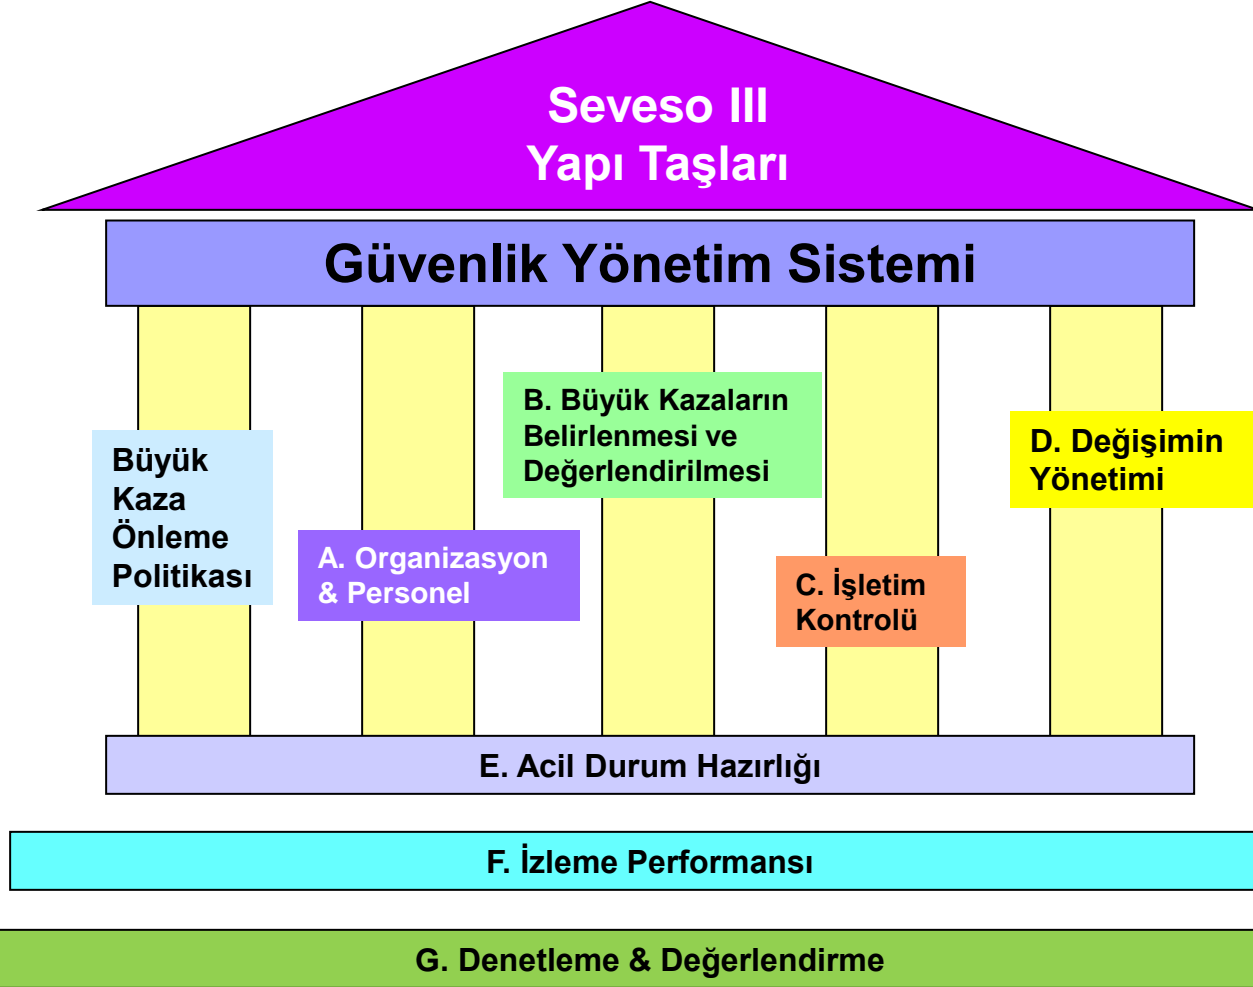 Seveso III
Yapı Taşları
Güvenlik Yönetim Sistemi
Büyük
Kaza
Önleme
Politikası
A. Organizasyon
& Personel
B. Büyük Kazaların
Belirlenmesi ve
Değerlendirilmesi
C. İşletim
Kontrolü
D. Değişimin
Yönetimi
E. Acil Durum Hazırlığı
F. İzleme Performansı
G. Denetleme & Değerlendirme